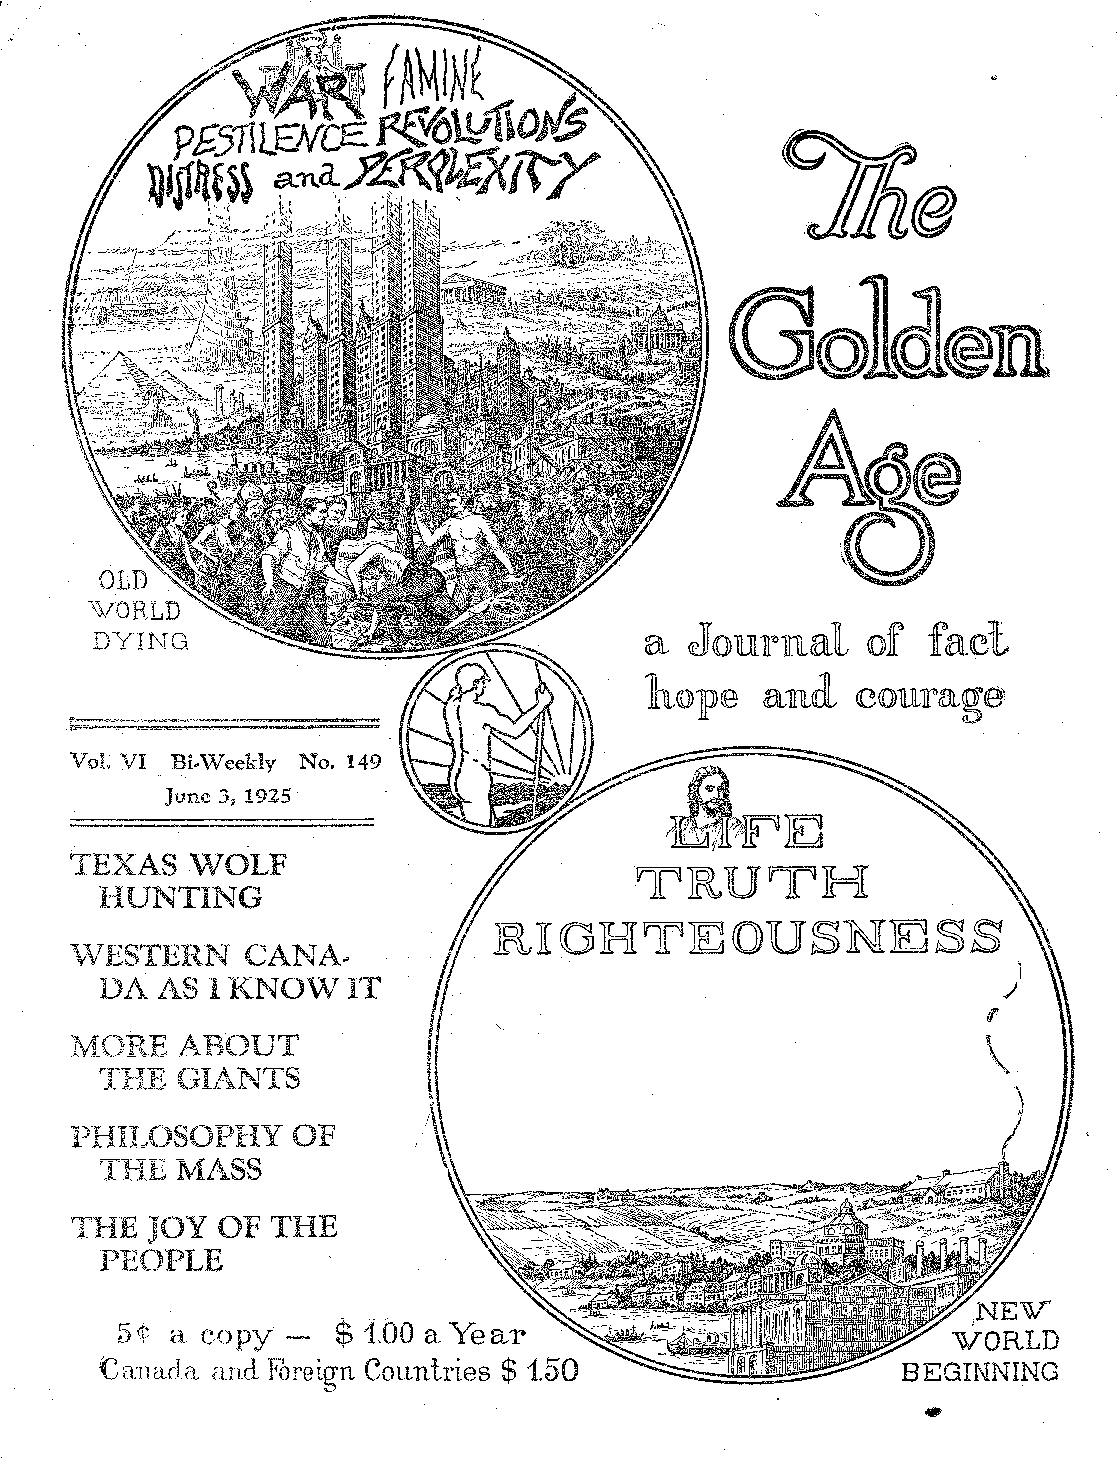 WAR FAMINE
PESTILENCE REVOLUTIONS
DISTRESS and PERPLEXITY
The
Golden
Age
OLD
WORLD
DYING
a Journal of fact
hope and courage
Vol. VI Bi-Weekly No. 149
June 3, 1925
LIFE
TRUTH
RIGHTEOUSNESS
TEXAS WOLF
HUNTING
WESTERN CANA-
DA AS I KNOW IT
MORE ABOUT
THE GIANTS
PHILOSOPHY OF
THE MASS
THE JOY OF THE
PEOPLE
5¢ a copy — $ 1.00 a Year
Canada and Foreign Countries $ 1.50
NEW
WORLD
BEGINNING